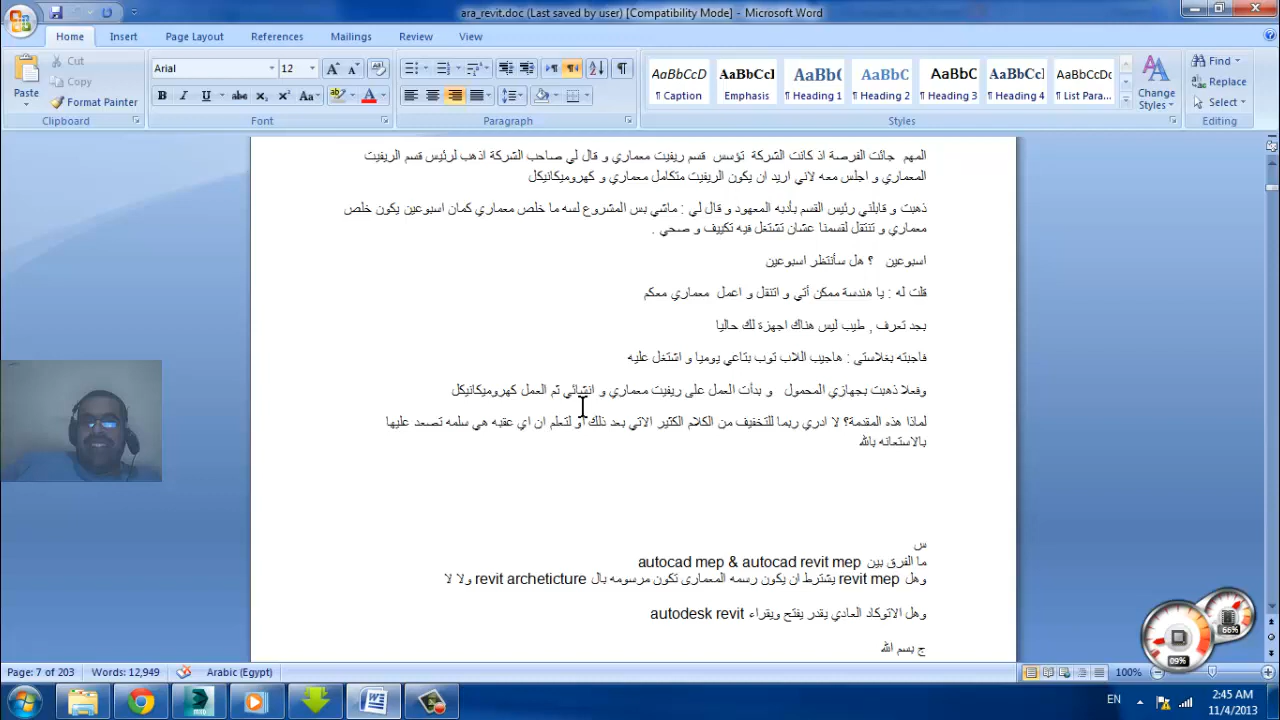 ara_revit.doc (Last saved by user) [Compatibility Mode] - Microsoft Word
Home Insert Page Layout References Mailings Review View
Paste
Cut
Copy
Format Painter
Clipboard
Arial 12
Font
Paragraph
AaBbCcD AaBbCcI AaBbC( AaBbCc AaBbCc AaBbCcI AaBbCcDc
¶ Caption Emphasis ¶ Heading 1 ¶ Heading 2 ¶ Heading 3 ¶ Heading 4 ¶ List Para...
Change Styles
Styles
Find
Replace
Select
Editing
المهم جائت الفرصة اذ كانت الشركة تؤسس قسم ريفيت معماري و قال لي صاحب الشركة اذهب لرئيس قسم الريفيت
المعماري و اجلس معه لاني اريد ان يكون الريفيت متكامل معماري و كهروميكانيكل
ذهبت و قابلني رئيس القسم بأدبه المعهود و قال لي : ماشي بس المشروع لسه ما خلص معماري كمان اسبوعين يكون خلص
معماري و تنتقل لقسمنا عشان تشتغل فيه تكييف و صحي .
اسبوعين ؟ هل سأنتظر اسبوعين
قلت له : يا هندسة ممكن أتي و انتقل و اعمل معماري معكم
بجد تعرف , طيب ليس هناك اجهزة لك حاليا
فاجبته بغلاستى : هاجيب اللاب توب بتاعي يوميا و اشتغل عليه
وفعلا ذهبت بجهازي المحمول و بدأت العمل على ريفيت معماري و انشائي ثم العمل كهروميكانيكل
لماذا هذه المقدمة؟ لا ادري ربما للتخفيف من الكلام الكثير الاتي بعد ذلك أو لتعلم ان اي عقبه هي سلمه تصعد عليها
بالاستعانه بالله
س
ما الفرق بين autocad mep & autocad revit mep
وهل revit mep يشترط ان يكون رسمه المعمارى تكون مرسومه بال revit archeticture ولا لا
وهل الاتوكاد العادي يقدر يفتح ويقراء autodesk revit
ج بسم الله
09%
66%
Page: 7 of 203 Words: 12,949 Arabic (Egypt) 100%
EN 2:45 AM
11/4/2013